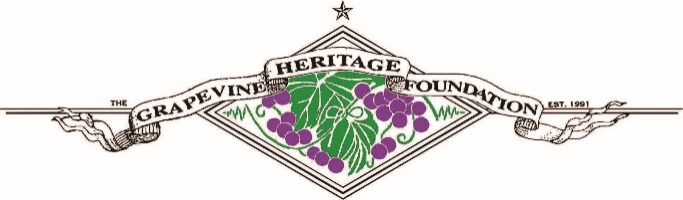 THE GRAPEVINE HERITAGE FOUNDATION EST. 1991